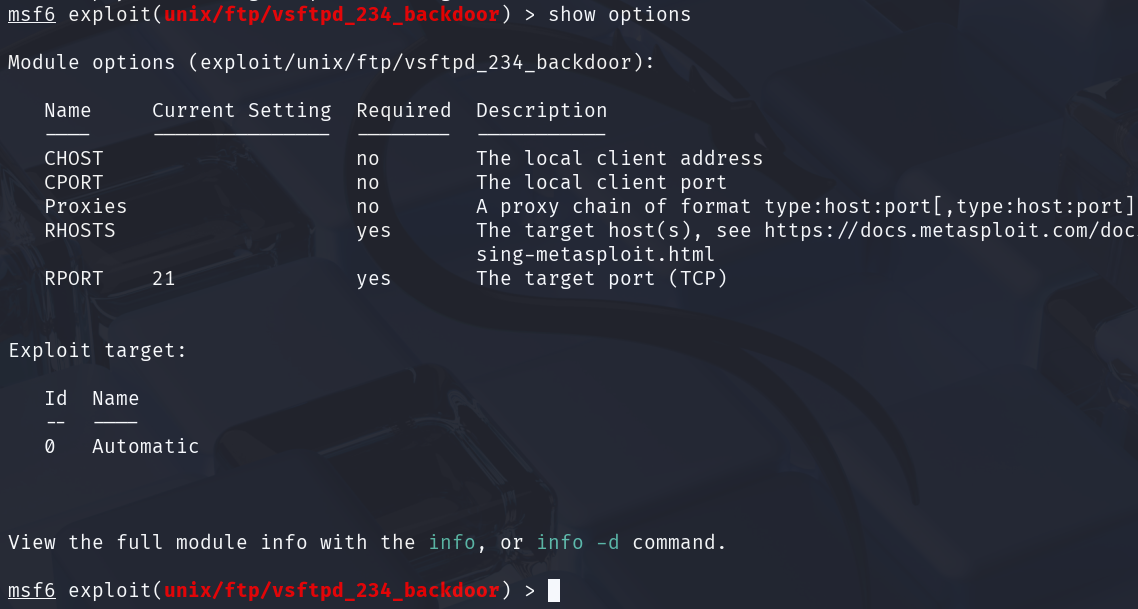 msf6 exploit(unix/ftp/vsftpd_234_backdoor) > show options
Module options (exploit/unix/ftp/vsftpd_234_backdoor):
Name Current Setting Required Description
---- --------------- -------- -----------
CHOST no The local client address
CPORT no The local client port
Proxies no A proxy chain of format type:host:port[,type:host:port]
RHOSTS yes The target host(s), see https://docs.metasploit.com/doc
sing-metasploit.html
RPORT 21 yes The target port (TCP)
Exploit target:
Id Name
-- ----
0 Automatic
View the full module info with the info, or info -d command.
msf6 exploit(unix/ftp/vsftpd_234_backdoor) >